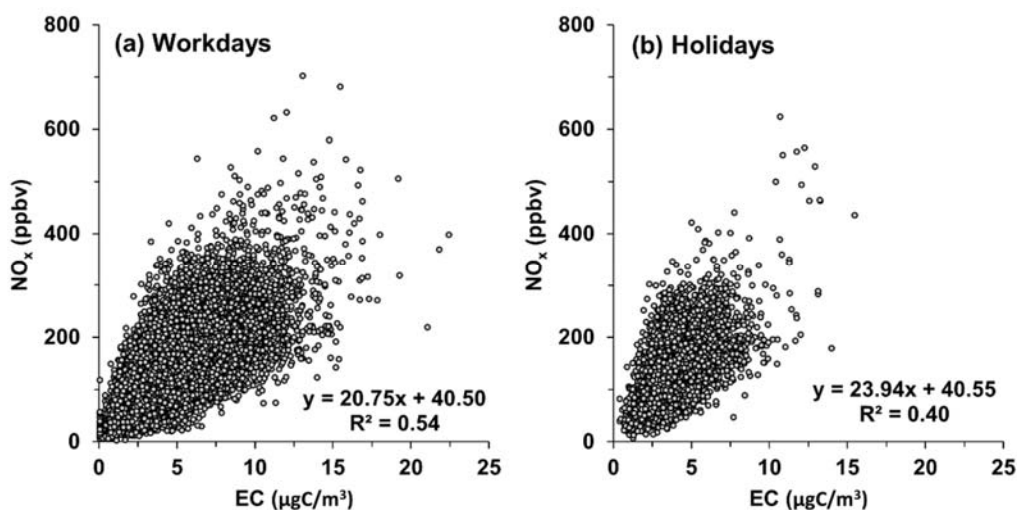 (a) Workdays
800
600
400
200
0
NOx (ppbv)
y = 20.75x + 40.50
R² = 0.54
0 5 10 15 20 25
EC (µgC/m³)
(b) Holidays
800
600
400
200
0
NOx (ppbv)
y = 23.94x + 40.55
R² = 0.40
0 5 10 15 20 25
EC (µgC/m³)